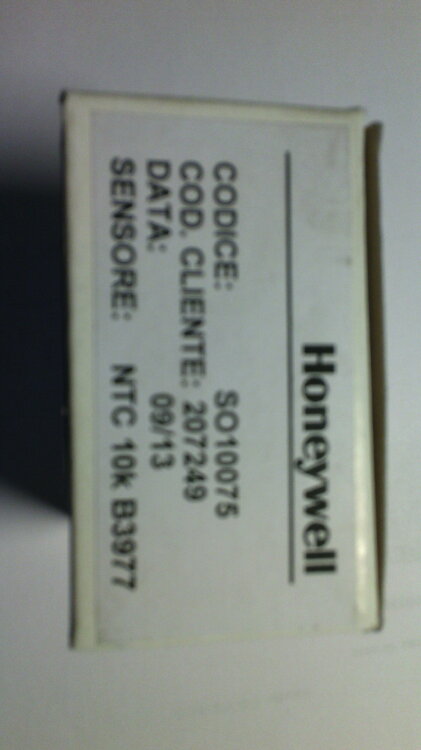 Honeywell
CODICE: SO10075
COD. CLIENTE: 207249
DATA: 09/13
SENSORE: NTC 10k B3977